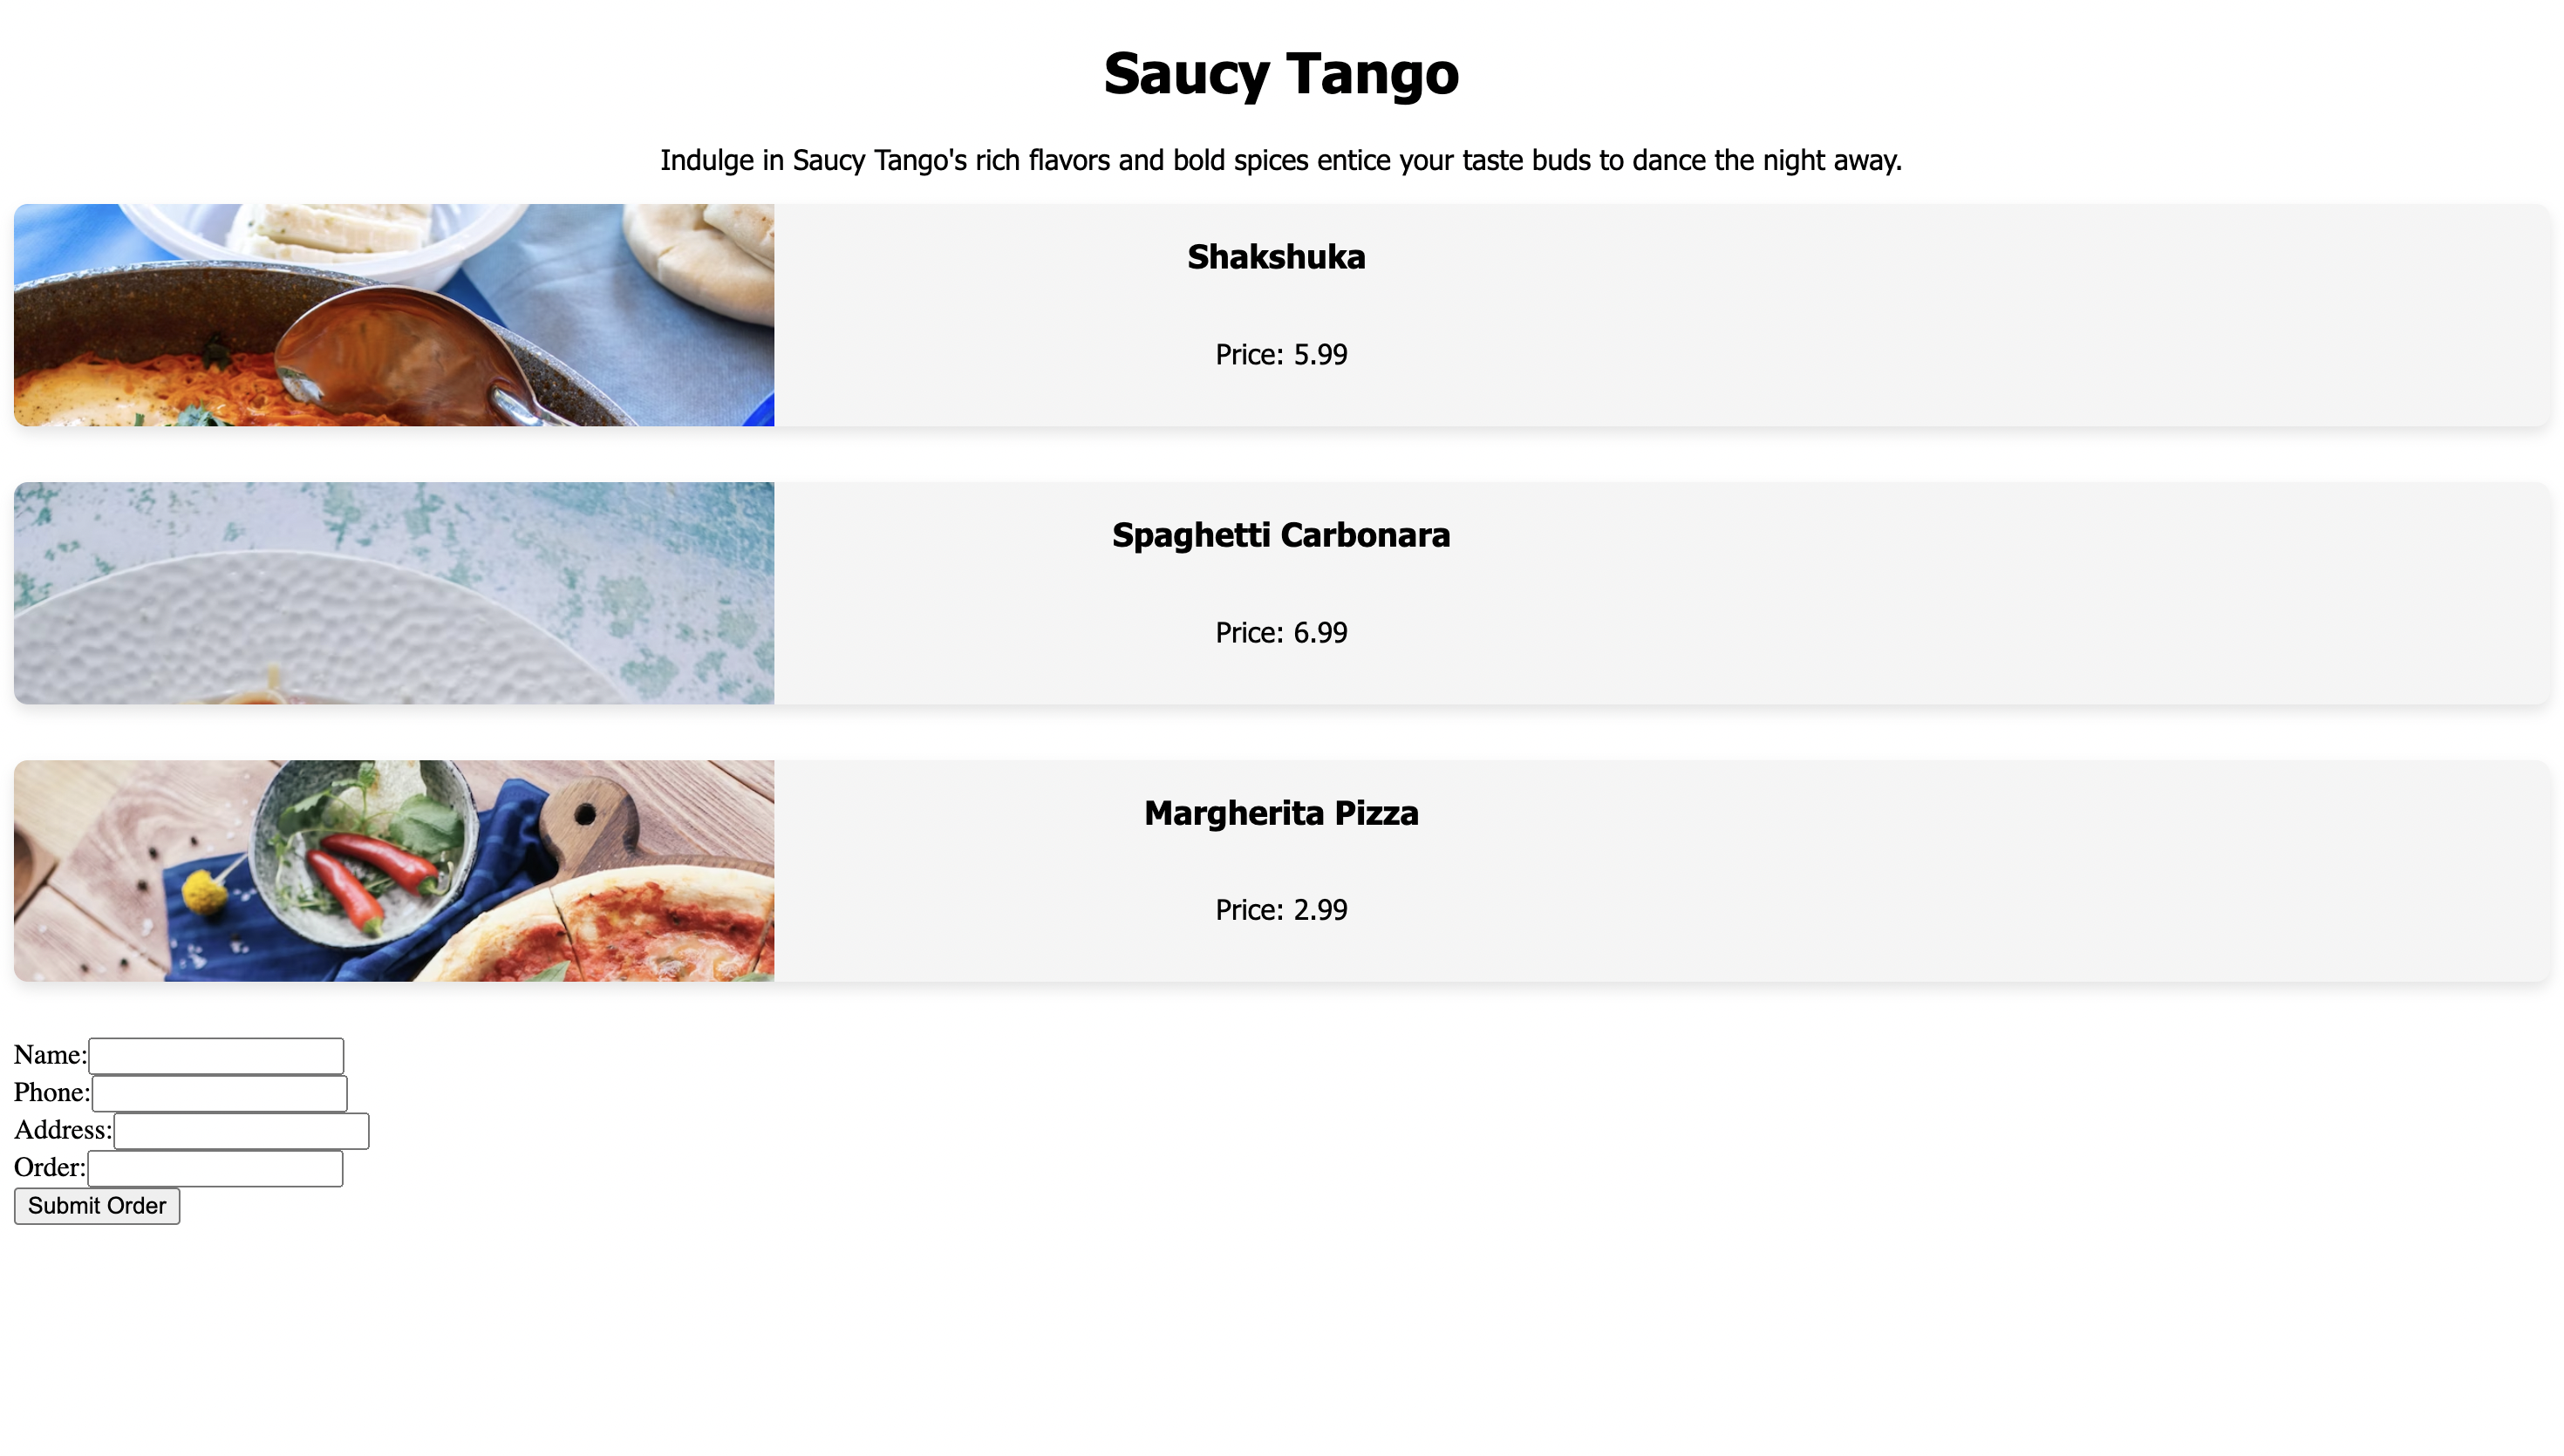 Saucy Tango
Indulge in Saucy Tango's rich flavors and bold spices entice your taste buds to dance the night away.
Shakshuka
Price: 5.99
Spaghetti Carbonara
Price: 6.99
Margherita Pizza
Price: 2.99
Name:
Phone:
Address:
Order:
Submit Order